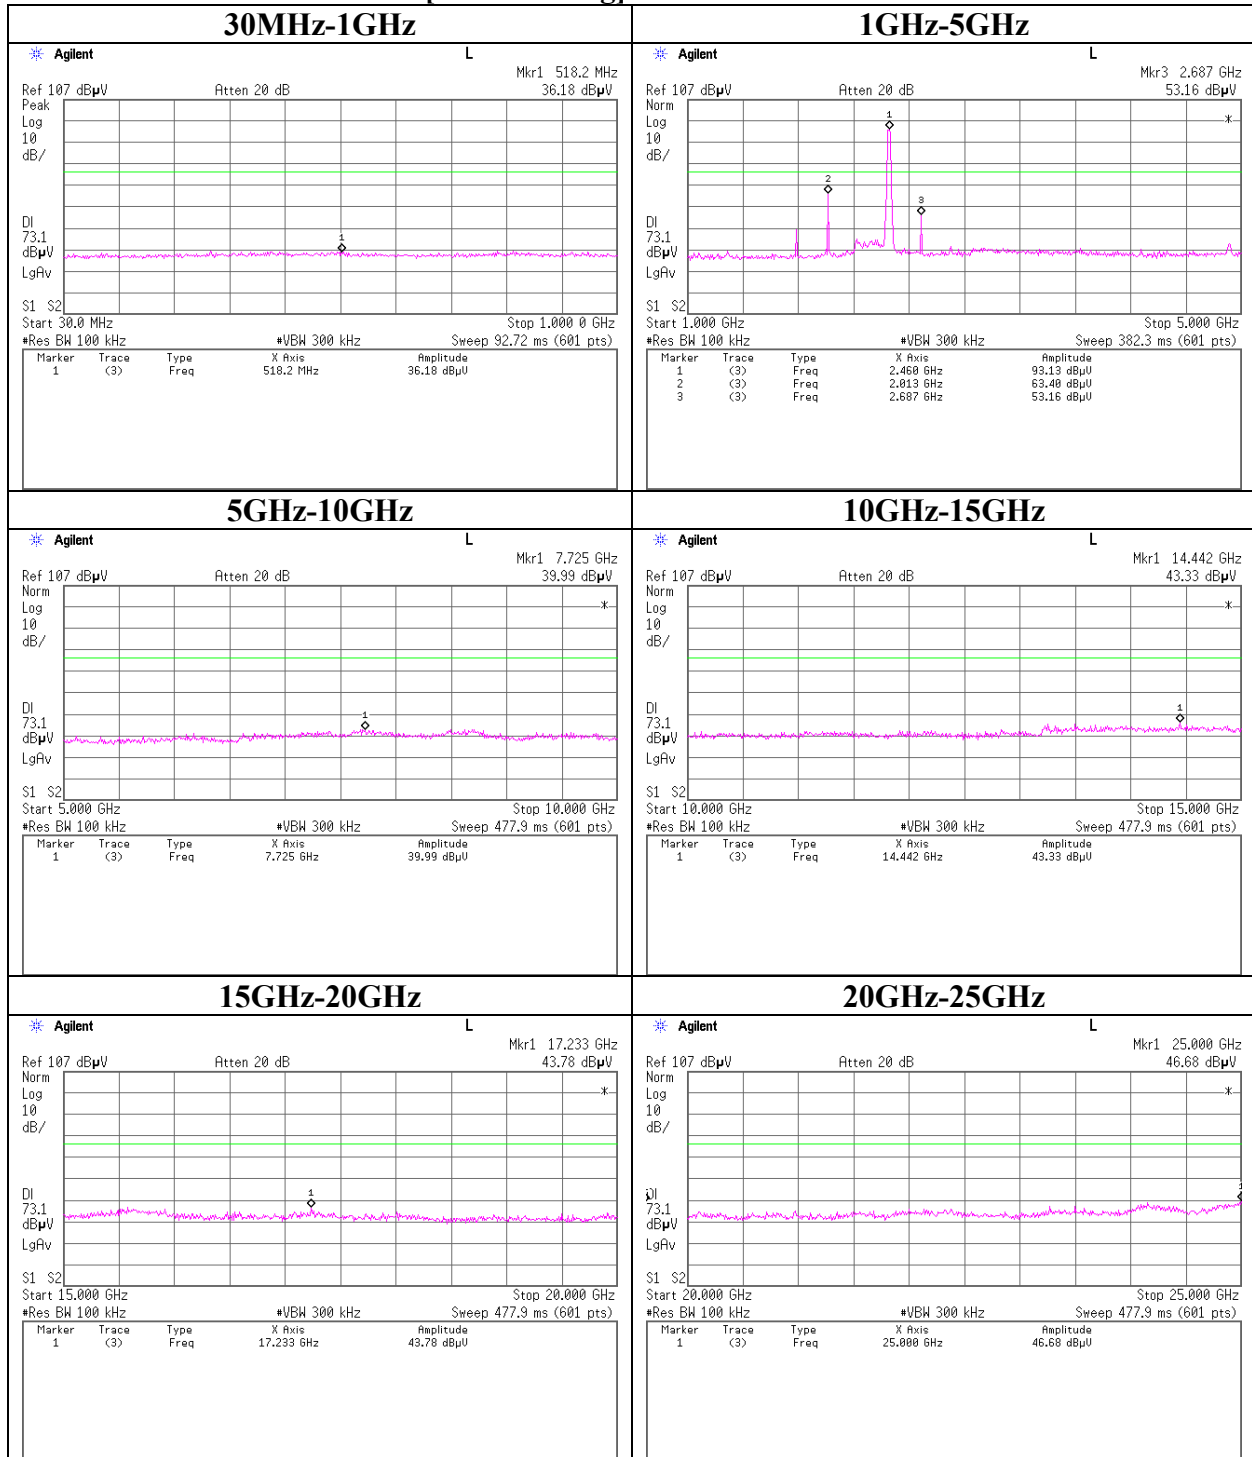 30MHz-1GHz
Agilent L
Mkr1 518.2 MHz
Ref 107 dBµV Atten 20 dB 36.18 dBµV
Peak
Log
10
dB/
1
DI
73.1
dBµV
LgAv
S1 S2
Start 30.0 MHz Stop 1.000 0 GHz
#Res BW 100 kHz #VBW 300 kHz Sweep 92.72 ms (601 pts)
Marker Trace Type X Axis Amplitude
1 (3) Freq 518.2 MHz 36.18 dBµV
1GHz-5GHz
Agilent L
Mkr3 2.687 GHz
Ref 107 dBµV Atten 20 dB 53.16 dBµV
Norm
Log
10
dB/
1
2
3
DI
73.1
dBµV
LgAv
S1 S2
Start 1.000 GHz Stop 5.000 GHz
#Res BW 100 kHz #VBW 300 kHz Sweep 382.3 ms (601 pts)
Marker Trace Type X Axis Amplitude
1 (3) Freq 2.460 GHz 93.13 dBµV
2 (3) Freq 2.013 GHz 63.40 dBµV
3 (3) Freq 2.687 GHz 53.16 dBµV
5GHz-10GHz
Agilent L
Mkr1 7.725 GHz
Ref 107 dBµV Atten 20 dB 39.99 dBµV
Norm
Log
10
dB/
1
DI
73.1
dBµV
LgAv
S1 S2
Start 5.000 GHz Stop 10.000 GHz
#Res BW 100 kHz #VBW 300 kHz Sweep 477.9 ms (601 pts)
Marker Trace Type X Axis Amplitude
1 (3) Freq 7.725 GHz 39.99 dBµV
10GHz-15GHz
Agilent L
Mkr1 14.442 GHz
Ref 107 dBµV Atten 20 dB 43.33 dBµV
Norm
Log
10
dB/
1
DI
73.1
dBµV
LgAv
S1 S2
Start 10.000 GHz Stop 15.000 GHz
#Res BW 100 kHz #VBW 300 kHz Sweep 477.9 ms (601 pts)
Marker Trace Type X Axis Amplitude
1 (3) Freq 14.442 GHz 43.33 dBµV
15GHz-20GHz
Agilent L
Mkr1 17.233 GHz
Ref 107 dBµV Atten 20 dB 43.78 dBµV
Norm
Log
10
dB/
1
DI
73.1
dBµV
LgAv
S1 S2
Start 15.000 GHz Stop 20.000 GHz
#Res BW 100 kHz #VBW 300 kHz Sweep 477.9 ms (601 pts)
Marker Trace Type X Axis Amplitude
1 (3) Freq 17.233 GHz 43.78 dBµV
20GHz-25GHz
Agilent L
Mkr1 25.000 GHz
Ref 107 dBµV Atten 20 dB 46.68 dBµV
Norm
Log
10
dB/
1
DI
73.1
dBµV
LgAv
S1 S2
Start 20.000 GHz Stop 25.000 GHz
#Res BW 100 kHz #VBW 300 kHz Sweep 477.9 ms (601 pts)
Marker Trace Type X Axis Amplitude
1 (3) Freq 25.000 GHz 46.68 dBµV